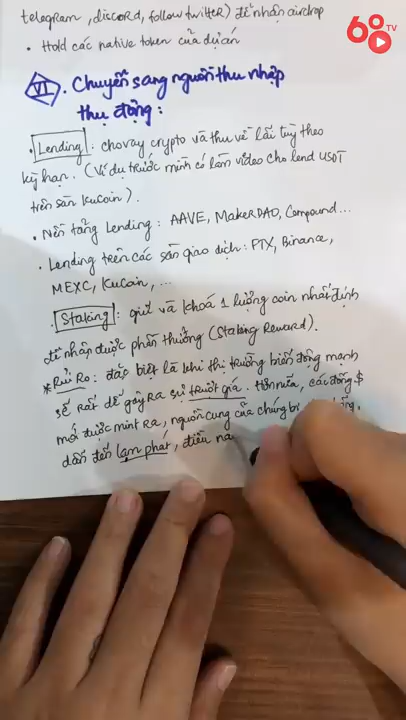 telegram, discord, follow twitter) để nhận airdrop
• Hold các native token của dự án
68 TV
VI. Chuyển sang nguồn thu nhập
thụ động:
• Lending: cho vay crypto và thu về lãi tuỳ theo
kỳ hạn. (Ví dụ trước mình có làm video cho lend USDT
trên sàn Kucoin).
• Nền tảng Lending: AAVE, MakerDAO, Compound...
• Lending trên các sàn giao dịch: FTX, Binance,
MEXC, Kucoin, ...
• Staking: giữ và khoá 1 lượng coin nhất định
để nhận được phần thưởng (Staking Reward).
* Rủi Ro: đặc biệt là khi thị trường biến động mạnh
sẽ rất dễ gây ra sự trượt giá. Hơn nữa, các đồng $
mới được mint ra, nguồn cung của chúng bị
dẫn đến lạm phát, điều nà